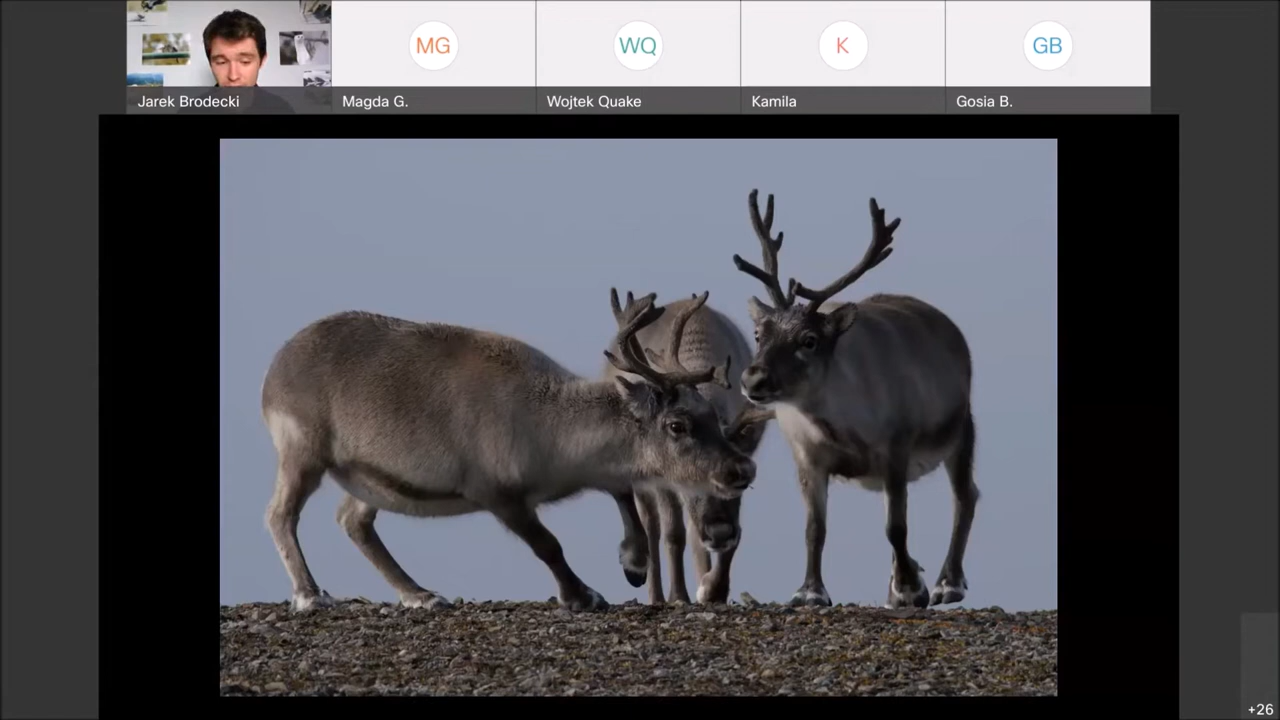 MG
WQ
K
GB
Jarek Brodecki
Magda G.
Wojtek Quake
Kamila
Gosia B.
+26